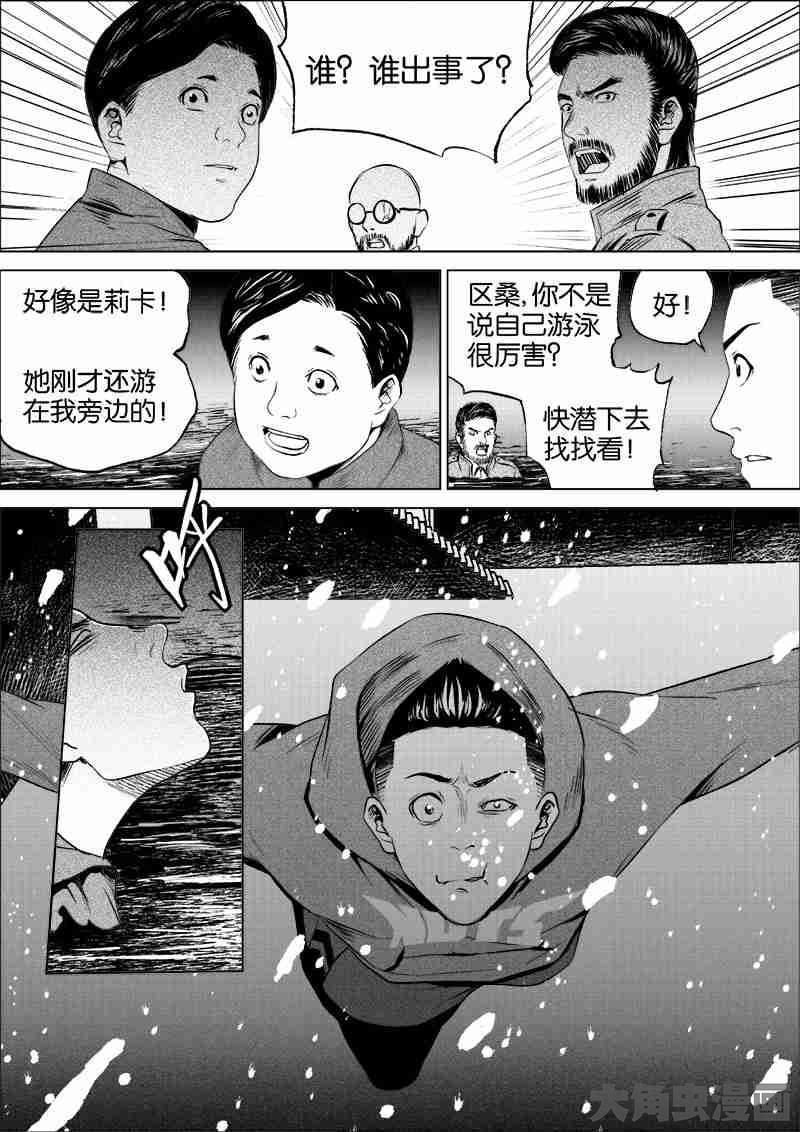 谁？谁出事了？
好像是莉卡！
她刚才还游
在我旁边的！
区桑，你不是
说自己游泳
很厉害？
快潜下去
找找看！
好！
吸
NUTS
大角虫漫画